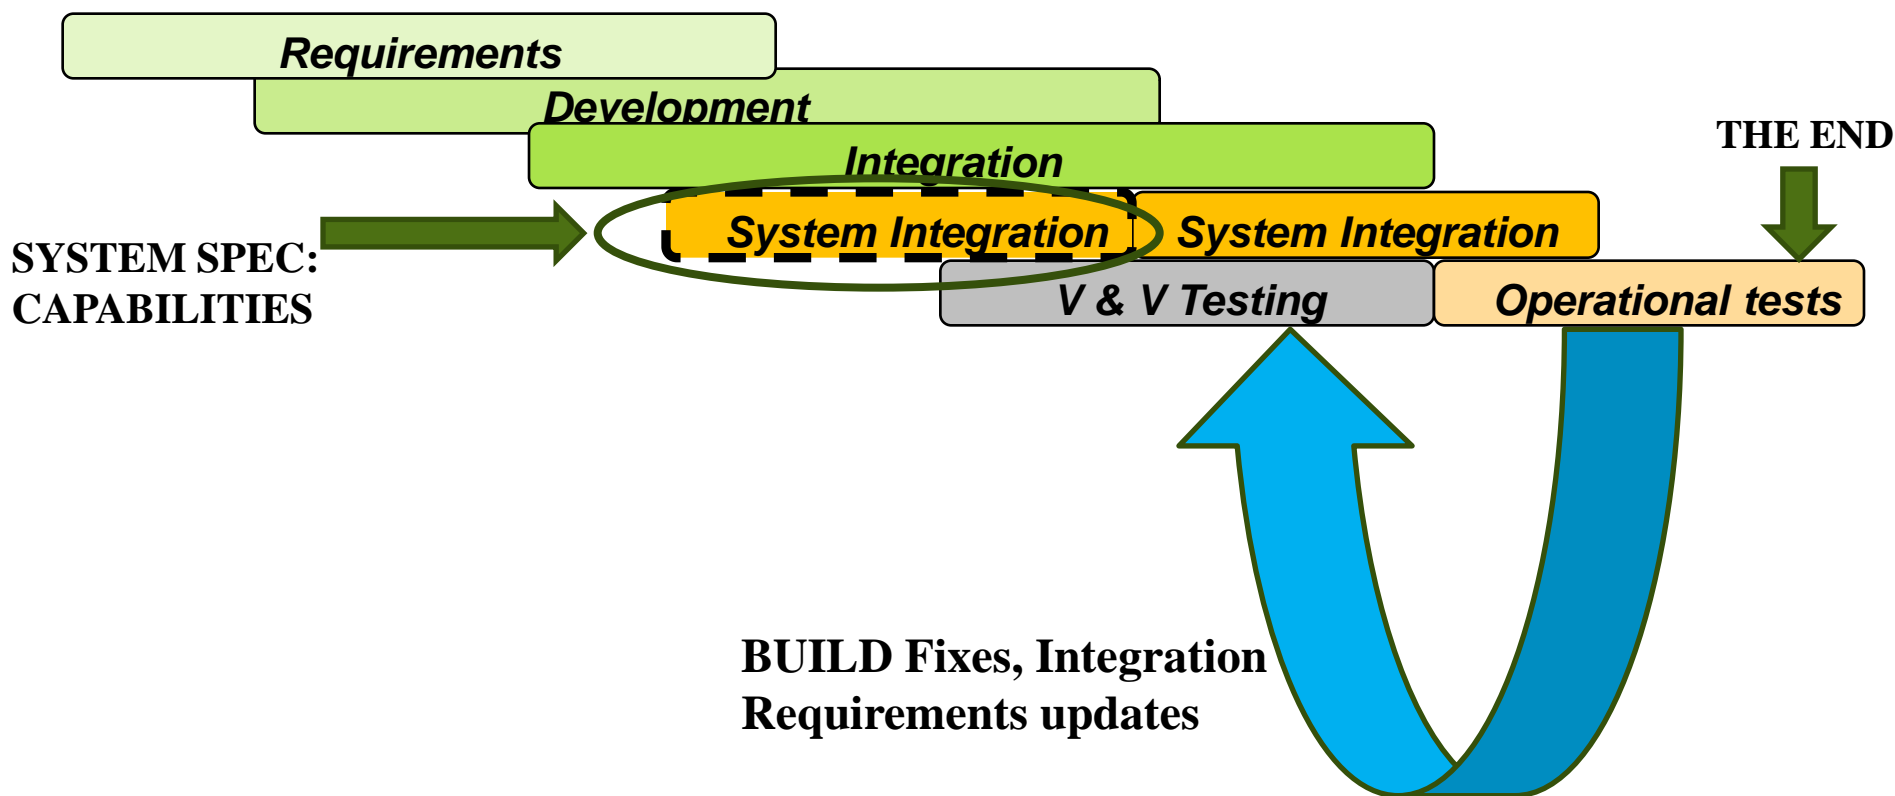 Requirements
Development
Integration
THE END
System Integration
System Integration
SYSTEM SPEC:
CAPABILITIES
V & V Testing
Operational tests
BUILD Fixes, Integration
Requirements updates